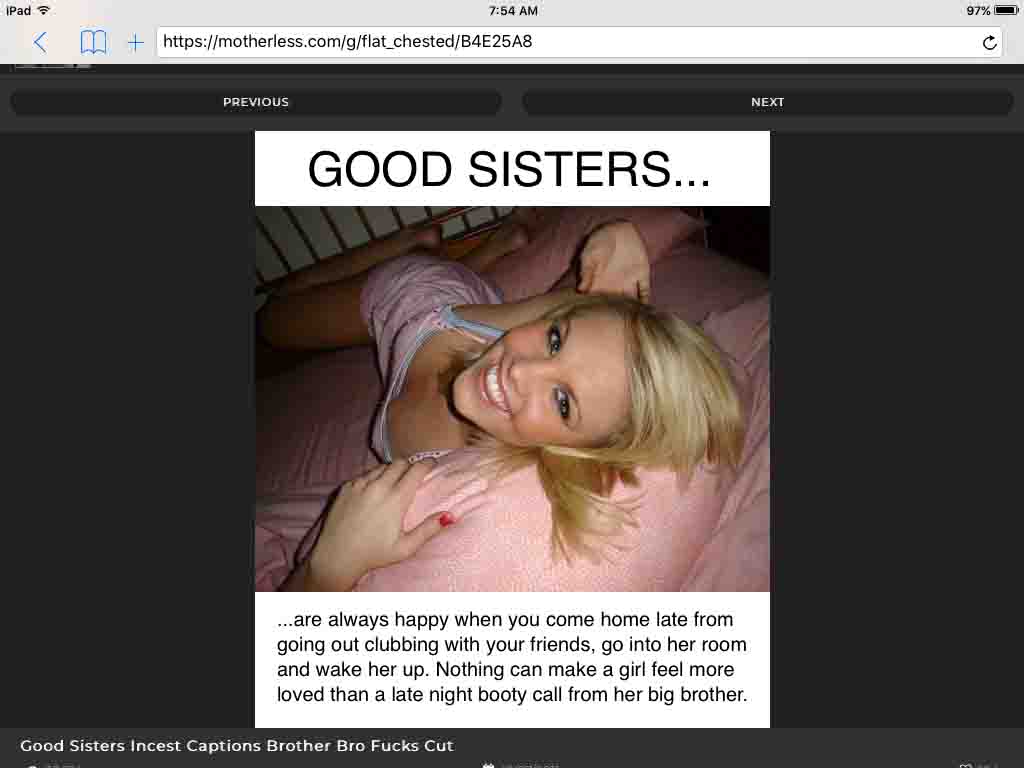 iPad 7:54 AM 97%
https://motherless.com/g/flat_chested/B4E25A8
PREVIOUS NEXT
GOOD SISTERS...
...are always happy when you come home late from
going out clubbing with your friends, go into her room
and wake her up. Nothing can make a girl feel more
loved than a late night booty call from her big brother.
Good Sisters Incest Captions Brother Bro Fucks Cut